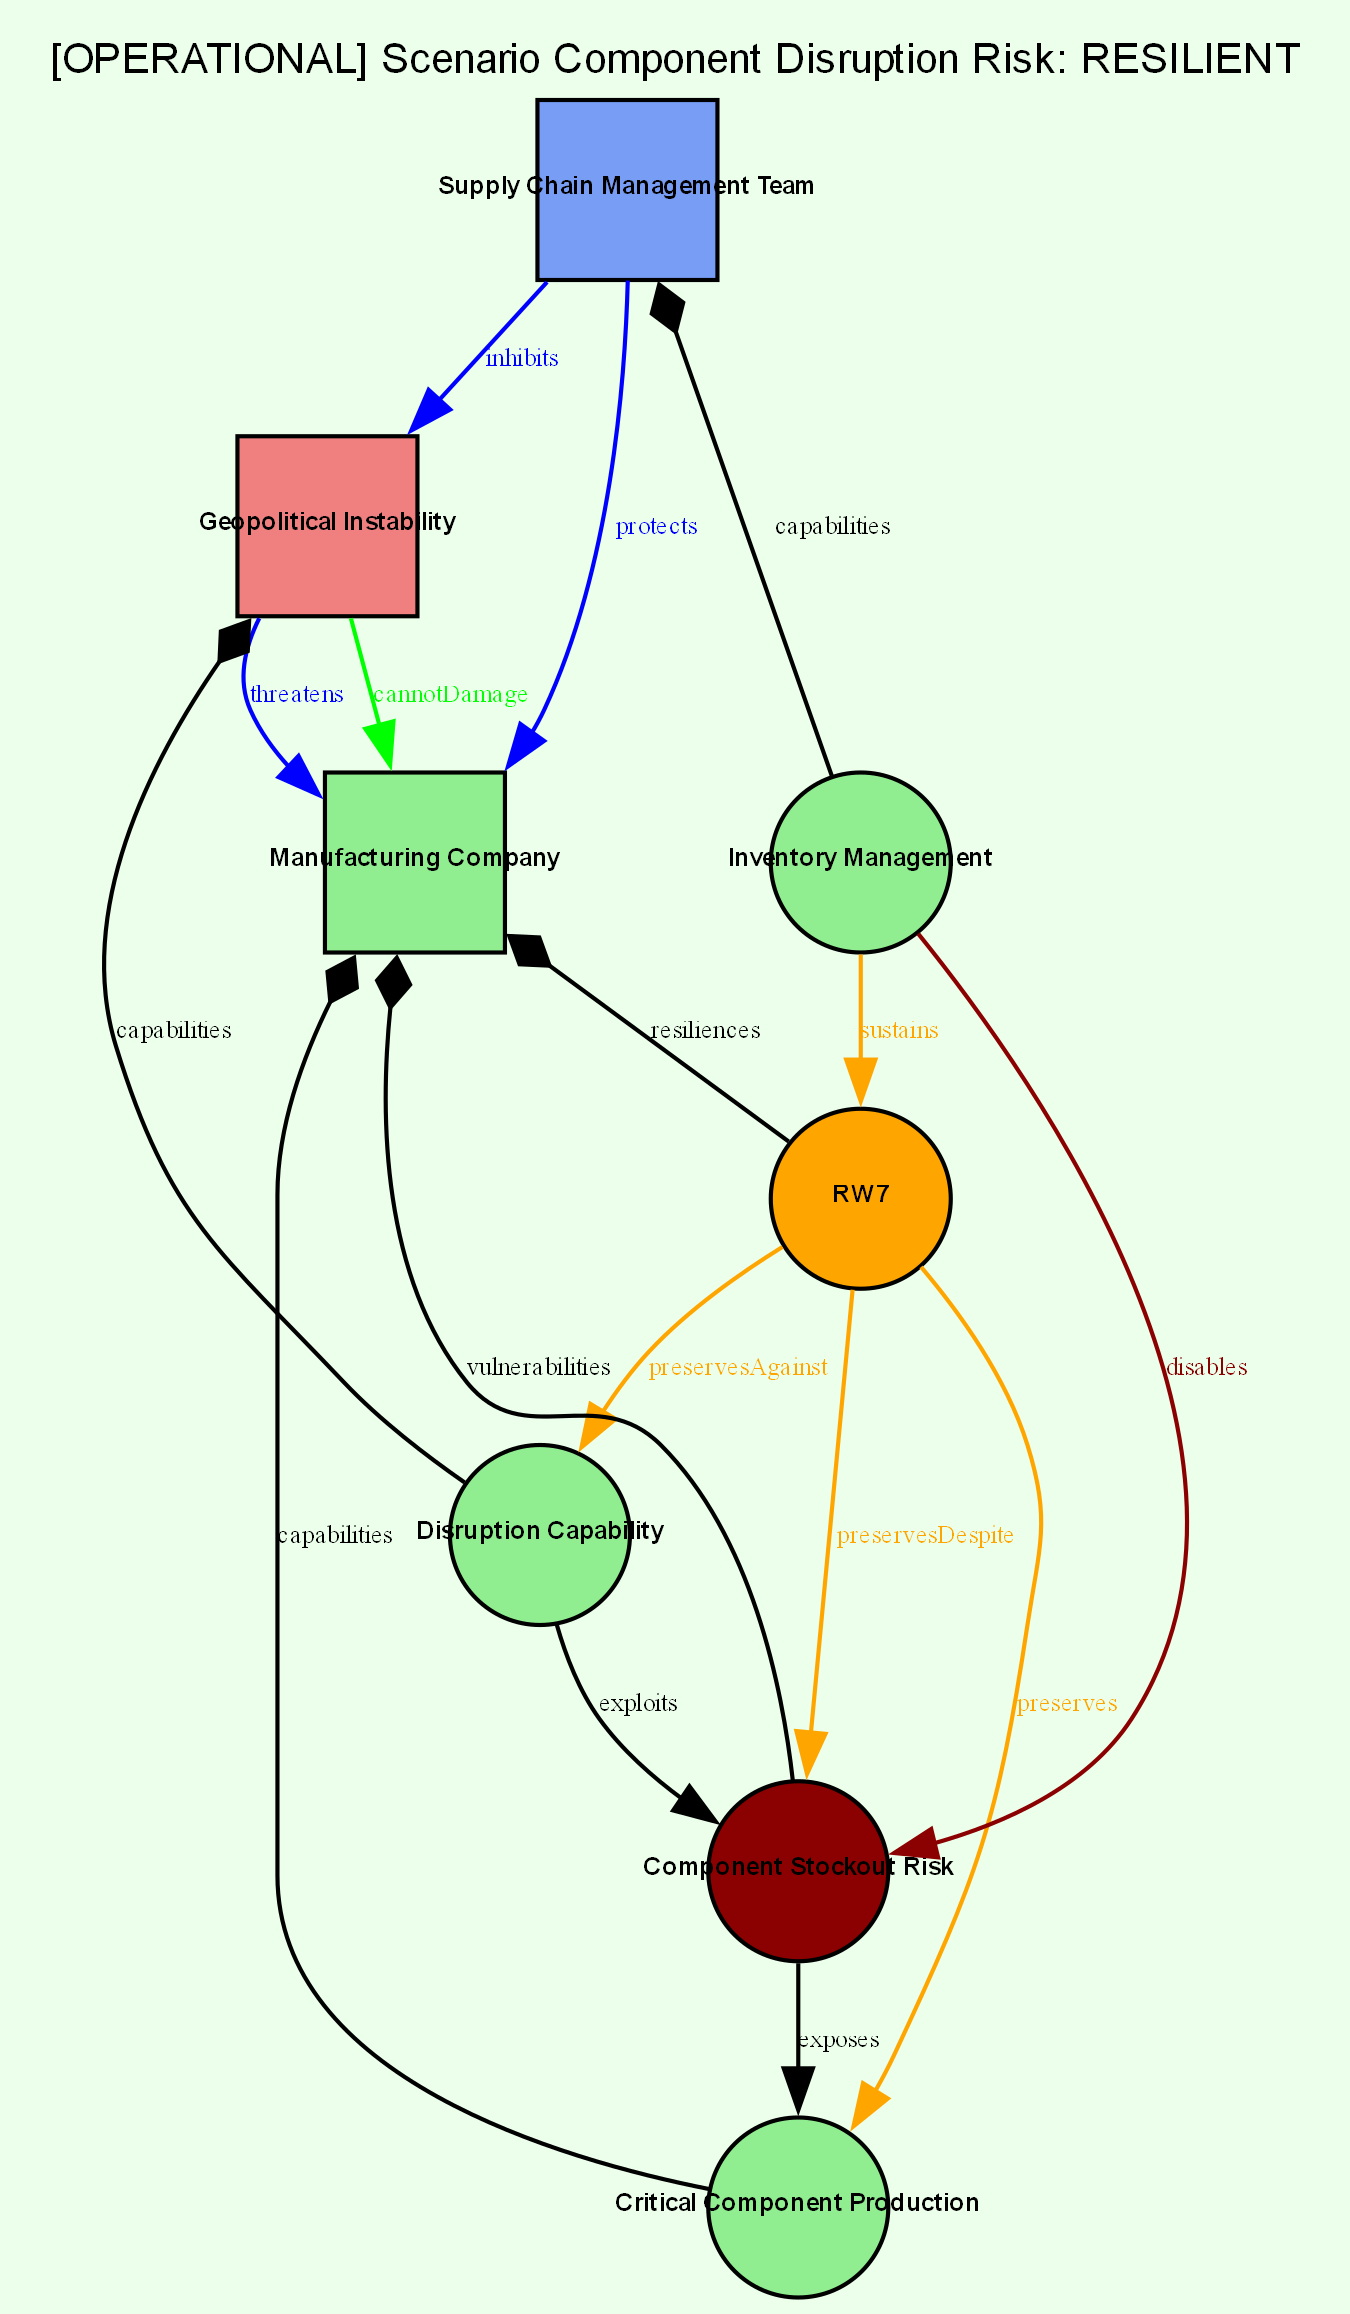 [OPERATIONAL] Scenario Component Disruption Risk: RESILIENT
Supply Chain Management Team
inhibits
Geopolitical Instability
protects
capabilities
threatens
cannotDamage
Manufacturing Company
Inventory Management
capabilities
resiliences
sustains
RW7
vulnerabilities
preservesAgainst
disables
Disruption Capability
capabilities
preservesDespite
exploits
preserves
Component Stockout Risk
exposes
Critical Component Production